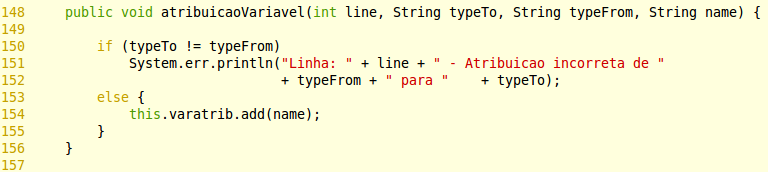 148     public void atribuicaoVariavel(int line, String typeTo, String typeFrom, String name) {
149
150         if (typeTo != typeFrom)
151             System.err.println("Linha: " + line + " - Atribuicao incorreta de "
152                                + typeFrom + " para "    + typeTo);
153         else {
154             this.varatrib.add(name);
155         }
156     }
157